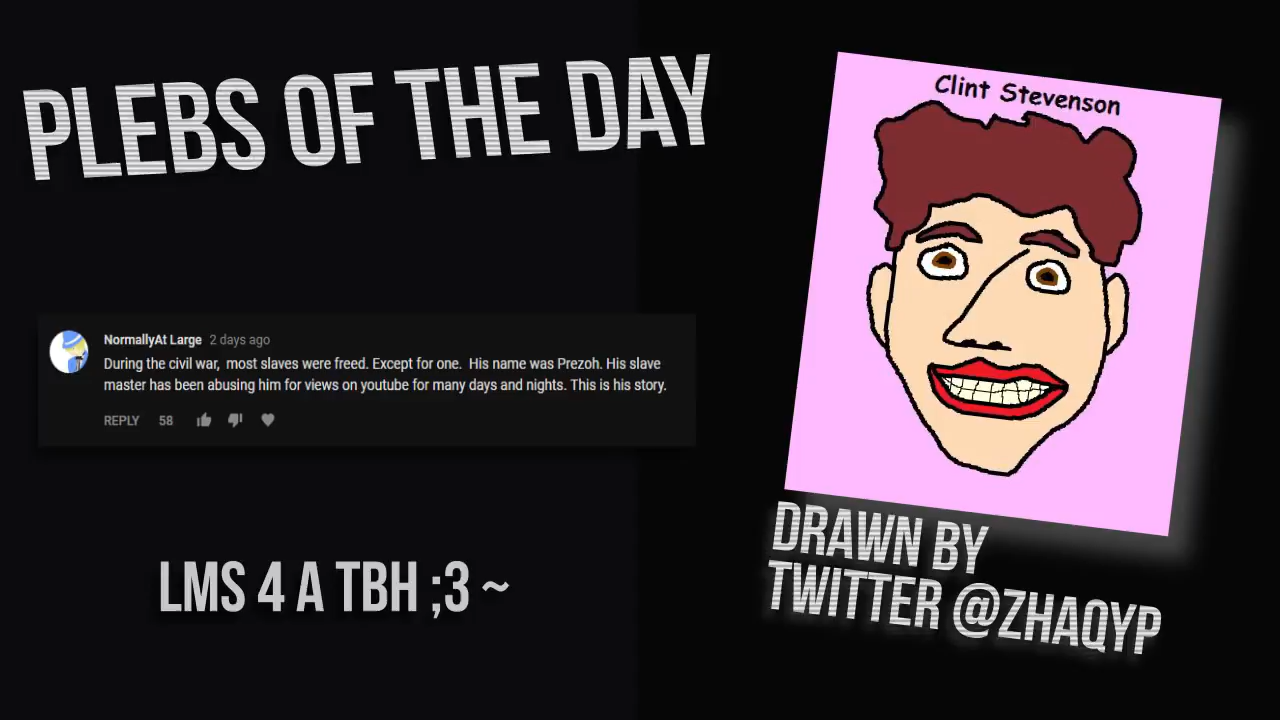 PLEBS OF THE DAY
Clint Stevenson
NormallyAt Large 2 days ago
During the civil war, most slaves were freed. Except for one. His name was Prezoh. His slave
master has been abusing him for views on youtube for many days and nights. This is his story.
REPLY 58
LMS 4 A TBH ;3 ~
DRAWN BY
TWITTER @ZHAQYP